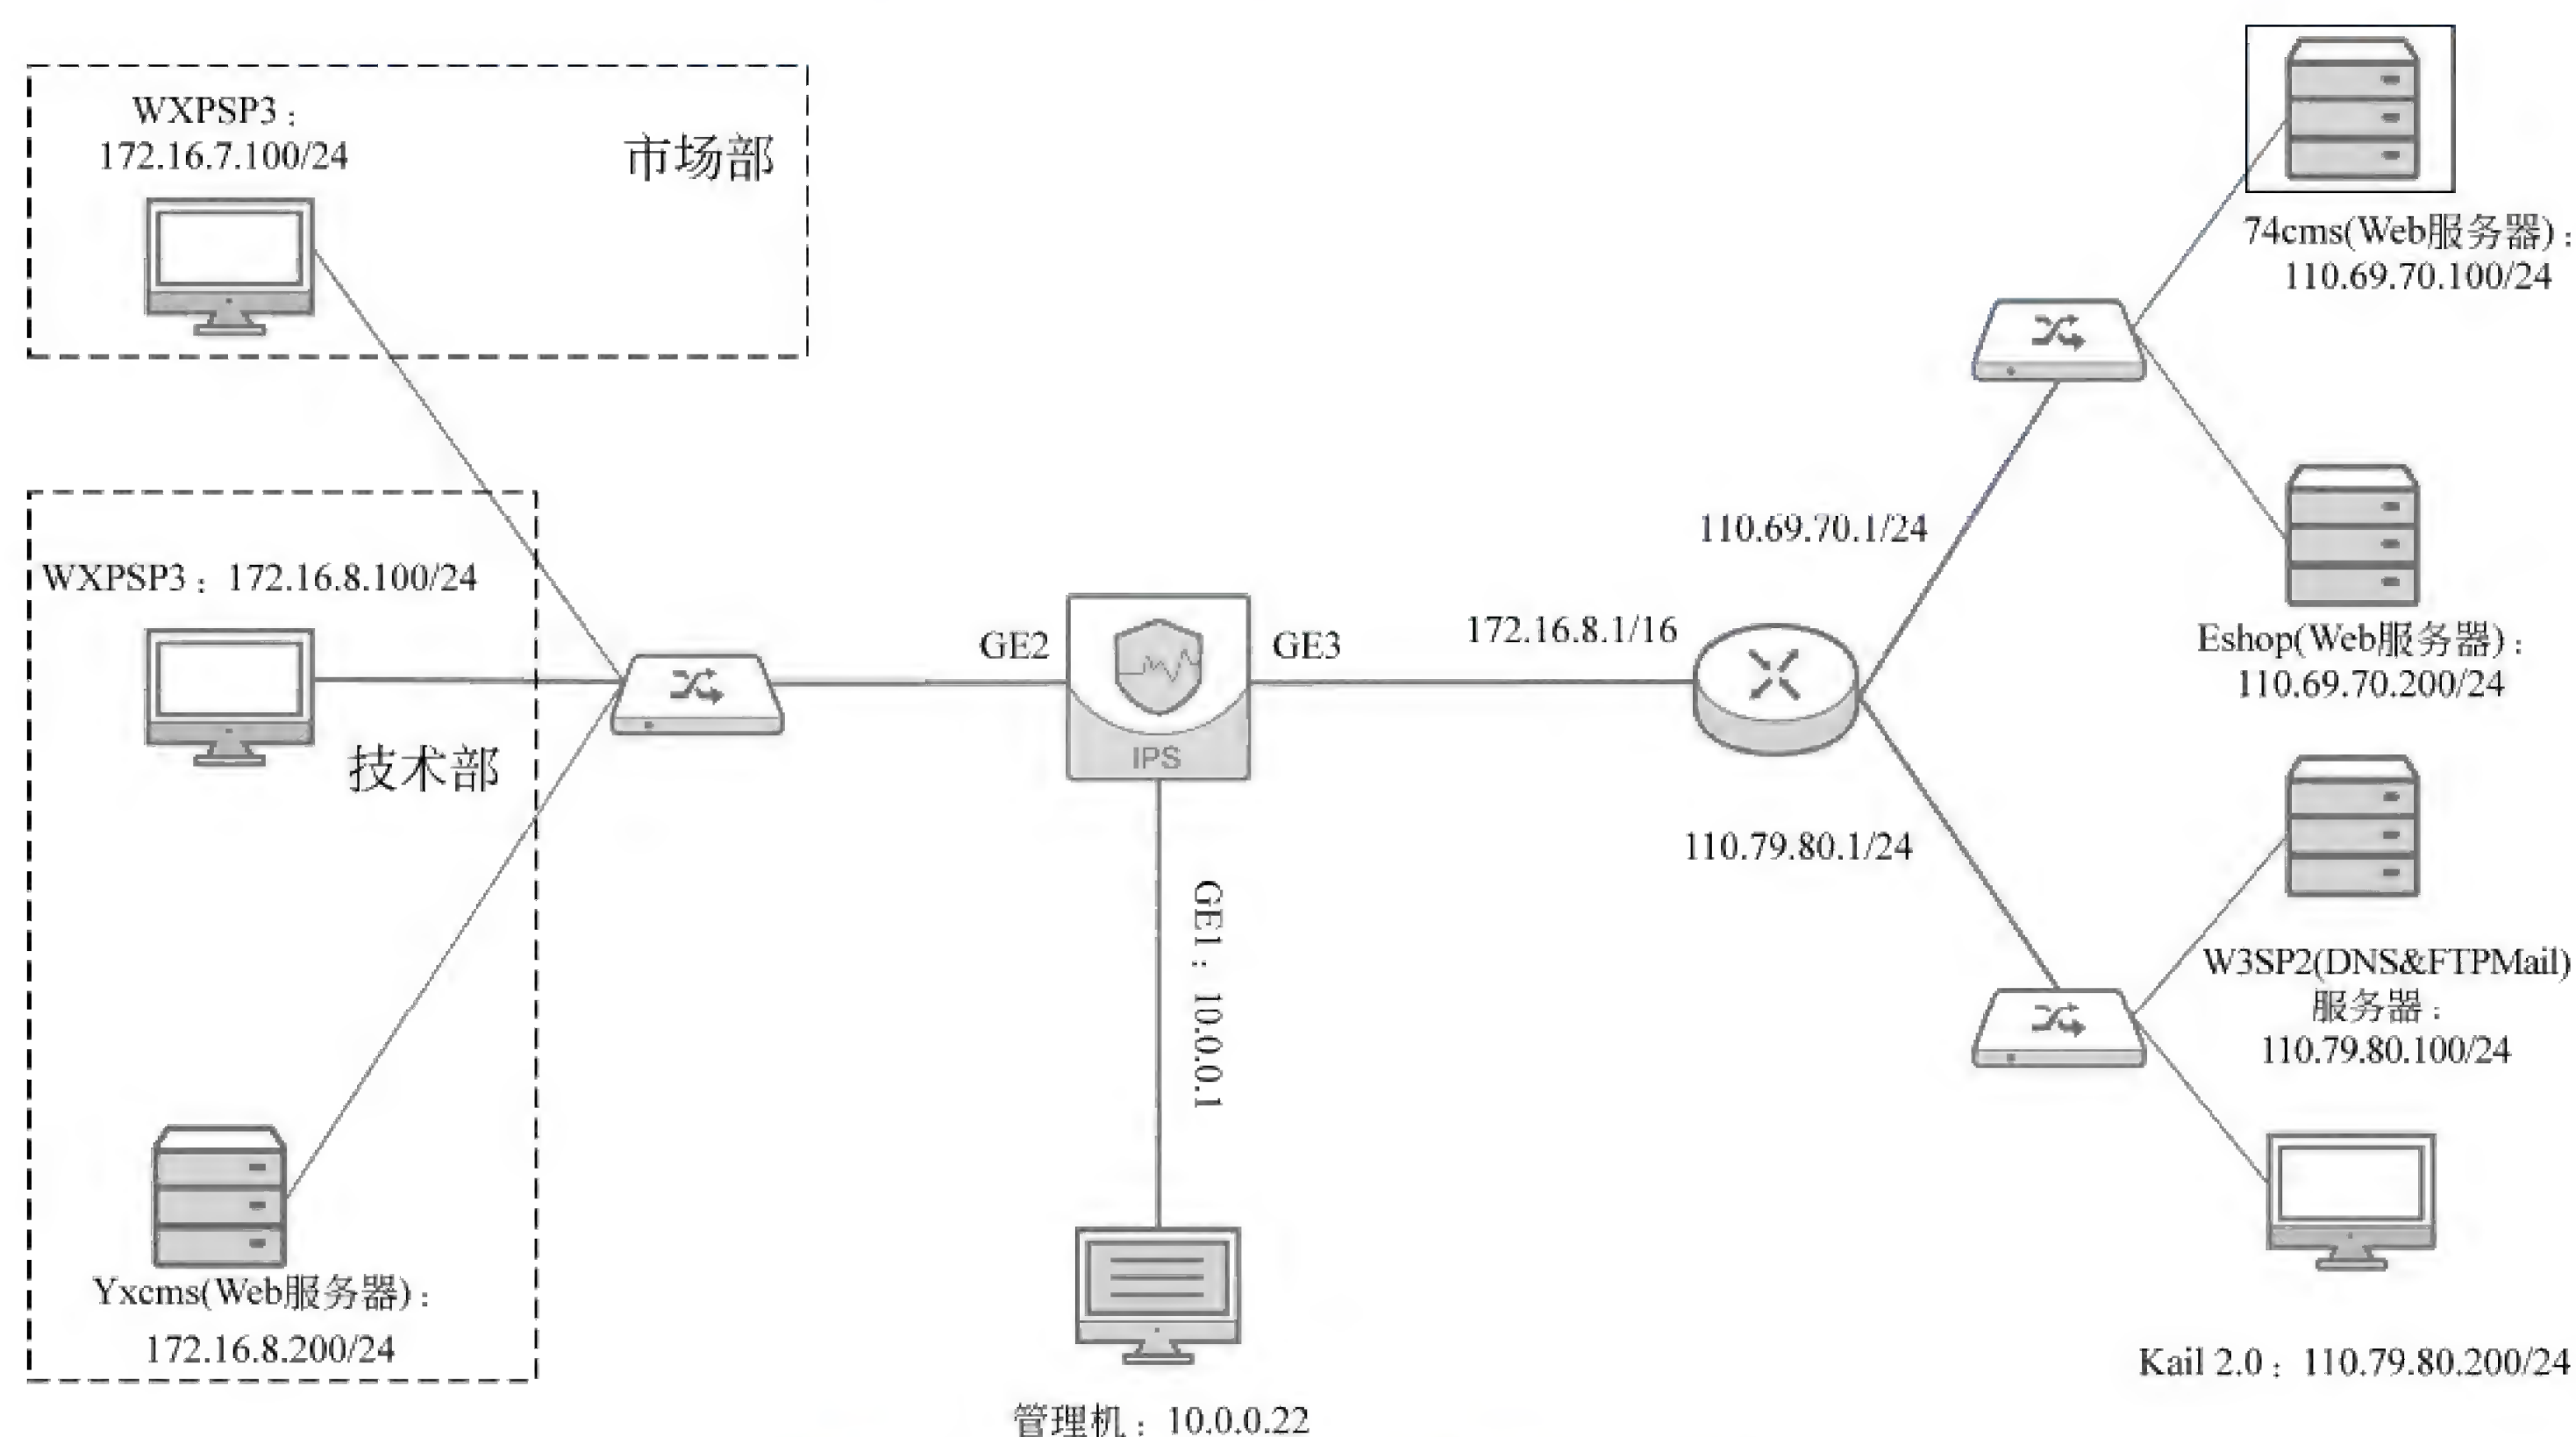 WXPSP3：
172.16.7.100/24
市场部
WXPSP3：172.16.8.100/24
技术部
Yxcms(Web服务器)：
172.16.8.200/24
GE2
GE3
IPS
GE1：10.0.0.1
管理机：10.0.0.22
172.16.8.1/16
110.69.70.1/24
110.79.80.1/24
74cms(Web服务器)：
110.69.70.100/24
Eshop(Web服务器)：
110.69.70.200/24
W3SP2(DNS&FTPMail)
服务器：
110.79.80.100/24
Kail 2.0：110.79.80.200/24